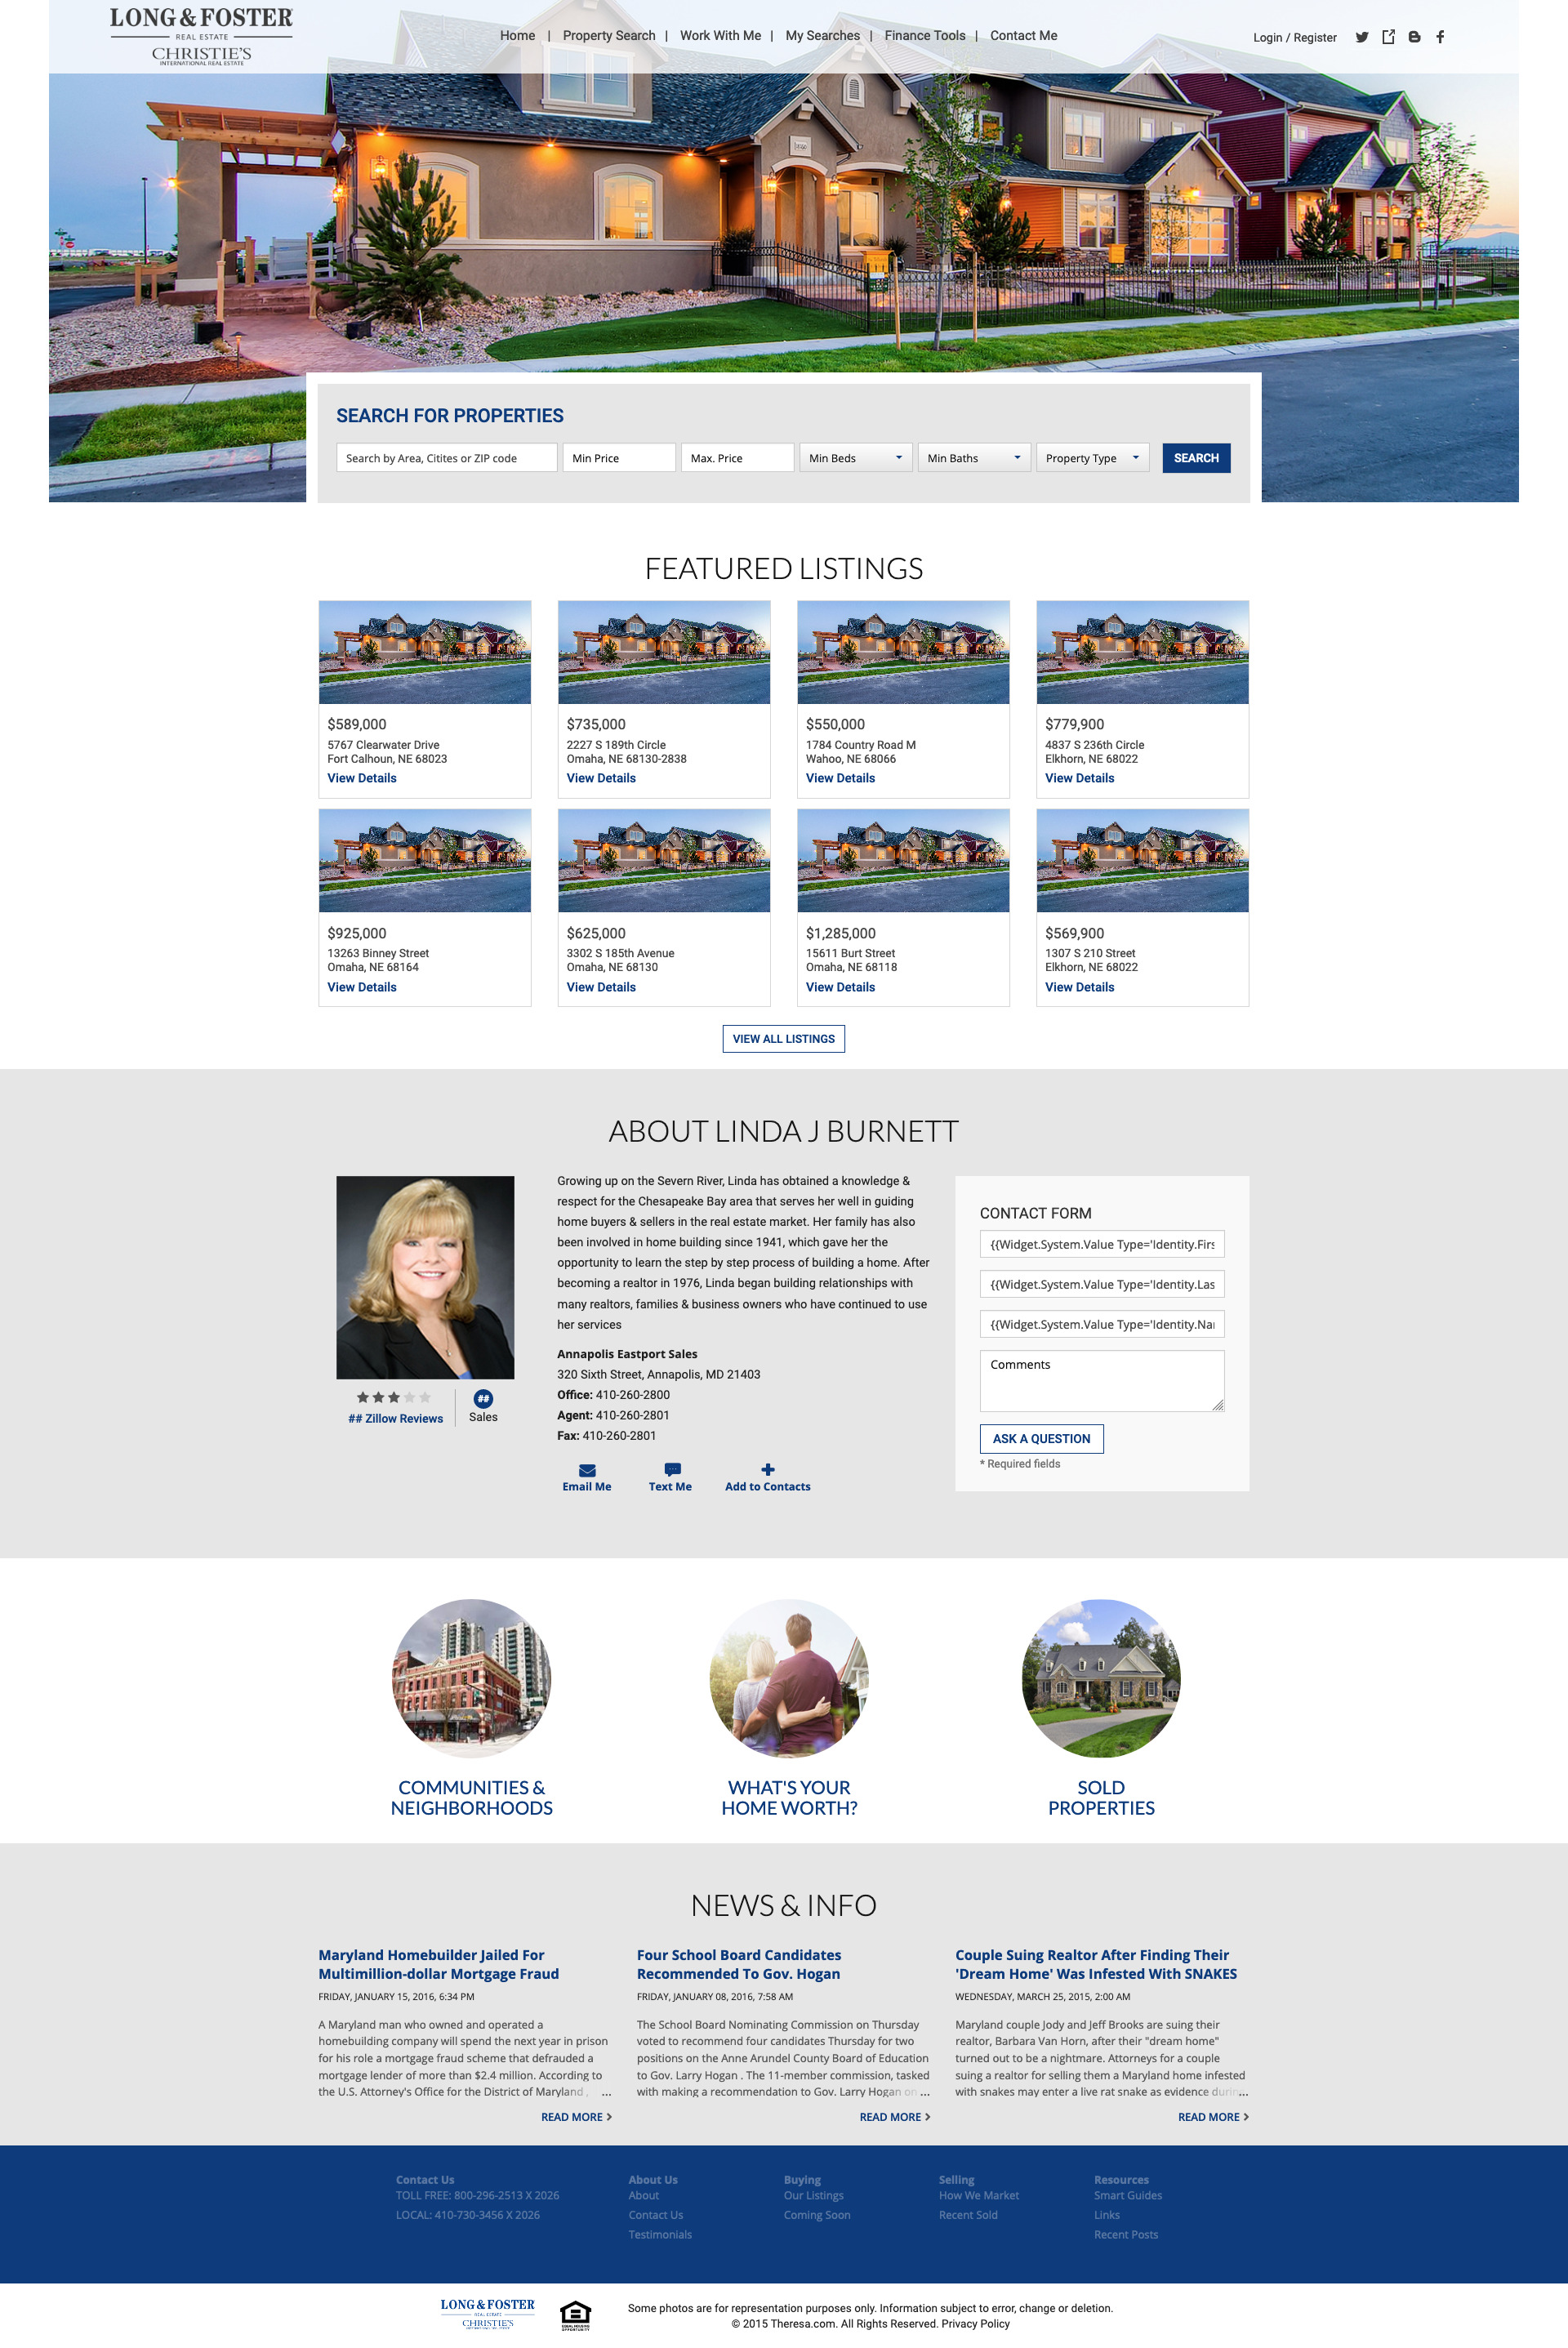 LONG & FOSTER
REAL ESTATE
CHRISTIE'S
INTERNATIONAL REAL ESTATE
Home | Property Search | Work With Me | My Searches | Finance Tools | Contact Me
Login / Register
SEARCH FOR PROPERTIES
Search by Area, Citites or ZIP code
Min Price
Max. Price
Min Beds
Min Baths
Property Type
SEARCH
FEATURED LISTINGS
$589,000
5767 Clearwater Drive
Fort Calhoun, NE 68023
View Details
$735,000
2227 S 189th Circle
Omaha, NE 68130-2838
View Details
$550,000
1784 Country Road M
Wahoo, NE 68066
View Details
$779,900
4837 S 236th Circle
Elkhorn, NE 68022
View Details
$925,000
13263 Binney Street
Omaha, NE 68164
View Details
$625,000
3302 S 185th Avenue
Omaha, NE 68130
View Details
$1,285,000
15611 Burt Street
Omaha, NE 68118
View Details
$569,900
1307 S 210 Street
Elkhorn, NE 68022
View Details
VIEW ALL LISTINGS
ABOUT LINDA J BURNETT
## Zillow Reviews
##
Sales
Growing up on the Severn River, Linda has obtained a knowledge &
respect for the Chesapeake Bay area that serves her well in guiding
home buyers & sellers in the real estate market. Her family has also
been involved in home building since 1941, which gave her the
opportunity to learn the step by step process of building a home. After
becoming a realtor in 1976, Linda began building relationships with
many realtors, families & business owners who have continued to use
her services
Annapolis Eastport Sales
320 Sixth Street, Annapolis, MD 21403
Office: 410-260-2800
Agent: 410-260-2801
Fax: 410-260-2801
Email Me
Text Me
Add to Contacts
CONTACT FORM
{{Widget.System.Value Type='Identity.Firs
{{Widget.System.Value Type='Identity.Las
{{Widget.System.Value Type='Identity.Na
Comments
ASK A QUESTION
* Required fields
COMMUNITIES &
NEIGHBORHOODS
WHAT'S YOUR
HOME WORTH?
SOLD
PROPERTIES
NEWS & INFO
Maryland Homebuilder Jailed For
Multimillion-dollar Mortgage Fraud
FRIDAY, JANUARY 15, 2016, 6:34 PM
A Maryland man who owned and operated a
homebuilding company will spend the next year in prison
for his role a mortgage fraud scheme that defrauded a
mortgage lender of more than $2.4 million. According to
the U.S. Attorney's Office for the District of Maryland , ...
READ MORE
Four School Board Candidates
Recommended To Gov. Hogan
FRIDAY, JANUARY 08, 2016, 7:58 AM
The School Board Nominating Commission on Thursday
voted to recommend four candidates Thursday for two
positions on the Anne Arundel County Board of Education
to Gov. Larry Hogan . The 11-member commission, tasked
with making a recommendation to Gov. Larry Hogan on ...
READ MORE
Couple Suing Realtor After Finding Their
'Dream Home' Was Infested With SNAKES
WEDNESDAY, MARCH 25, 2015, 2:00 AM
Maryland couple Jody and Jeff Brooks are suing their
realtor, Barbara Van Horn, after their "dream home"
turned out to be a nightmare. Attorneys for a couple
suing a realtor for selling them a Maryland home infested
with snakes may enter a live rat snake as evidence durin...
READ MORE
Contact Us
TOLL FREE: 800-296-2513 X 2026
LOCAL: 410-730-3456 X 2026
About Us
About
Contact Us
Testimonials
Buying
Our Listings
Coming Soon
Selling
How We Market
Recent Sold
Resources
Smart Guides
Links
Recent Posts
LONG & FOSTER
REAL ESTATE
CHRISTIE'S
INTERNATIONAL REAL ESTATE
EQUAL HOUSING
OPPORTUNITY
Some photos are for representation purposes only. Information subject to error, change or deletion.
© 2015 Theresa.com. All Rights Reserved. Privacy Policy